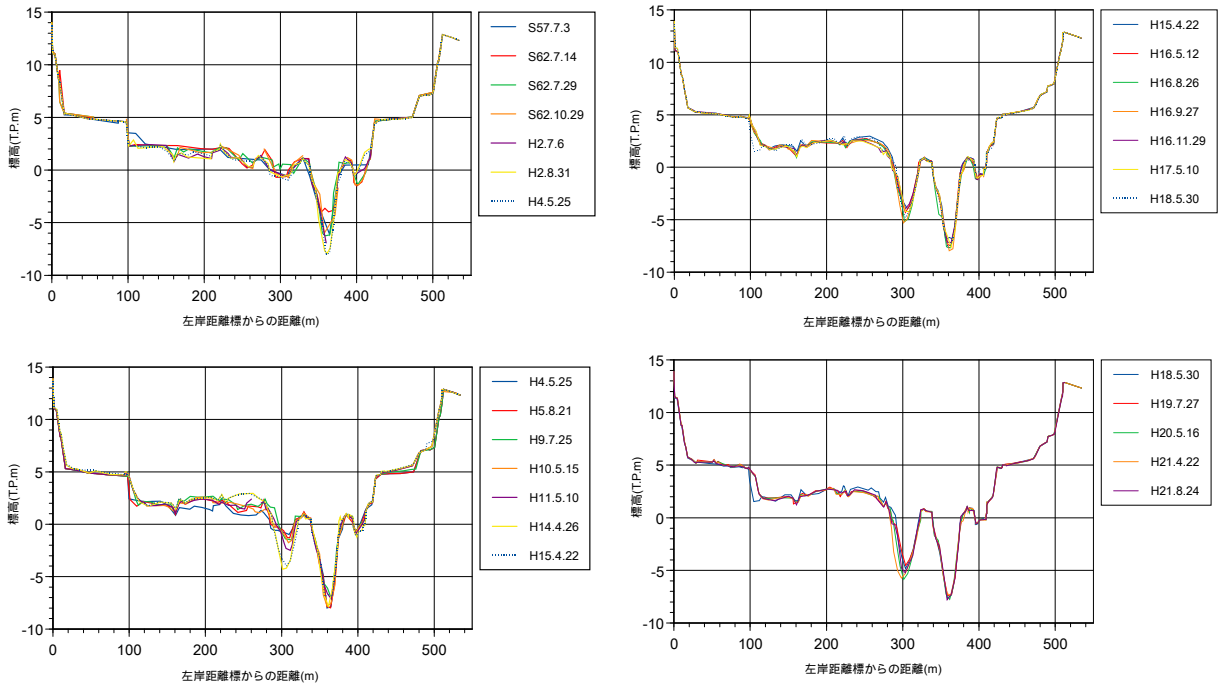 15
10
5
0
-5
-10
標高(T.P.m)
0 100 200 300 400 500
左岸距離標からの距離(m)
S57.7.3
S62.7.14
S62.7.29
S62.10.29
H2.7.6
H2.8.31
H4.5.25
15
10
5
0
-5
-10
標高(T.P.m)
0 100 200 300 400 500
左岸距離標からの距離(m)
H15.4.22
H16.5.12
H16.8.26
H16.9.27
H16.11.29
H17.5.10
H18.5.30
15
10
5
0
-5
-10
標高(T.P.m)
0 100 200 300 400 500
左岸距離標からの距離(m)
H4.5.25
H5.8.21
H9.7.25
H10.5.15
H11.5.10
H14.4.26
H15.4.22
15
10
5
0
-5
-10
標高(T.P.m)
0 100 200 300 400 500
左岸距離標からの距離(m)
H18.5.30
H19.7.27
H20.5.16
H21.4.22
H21.8.24